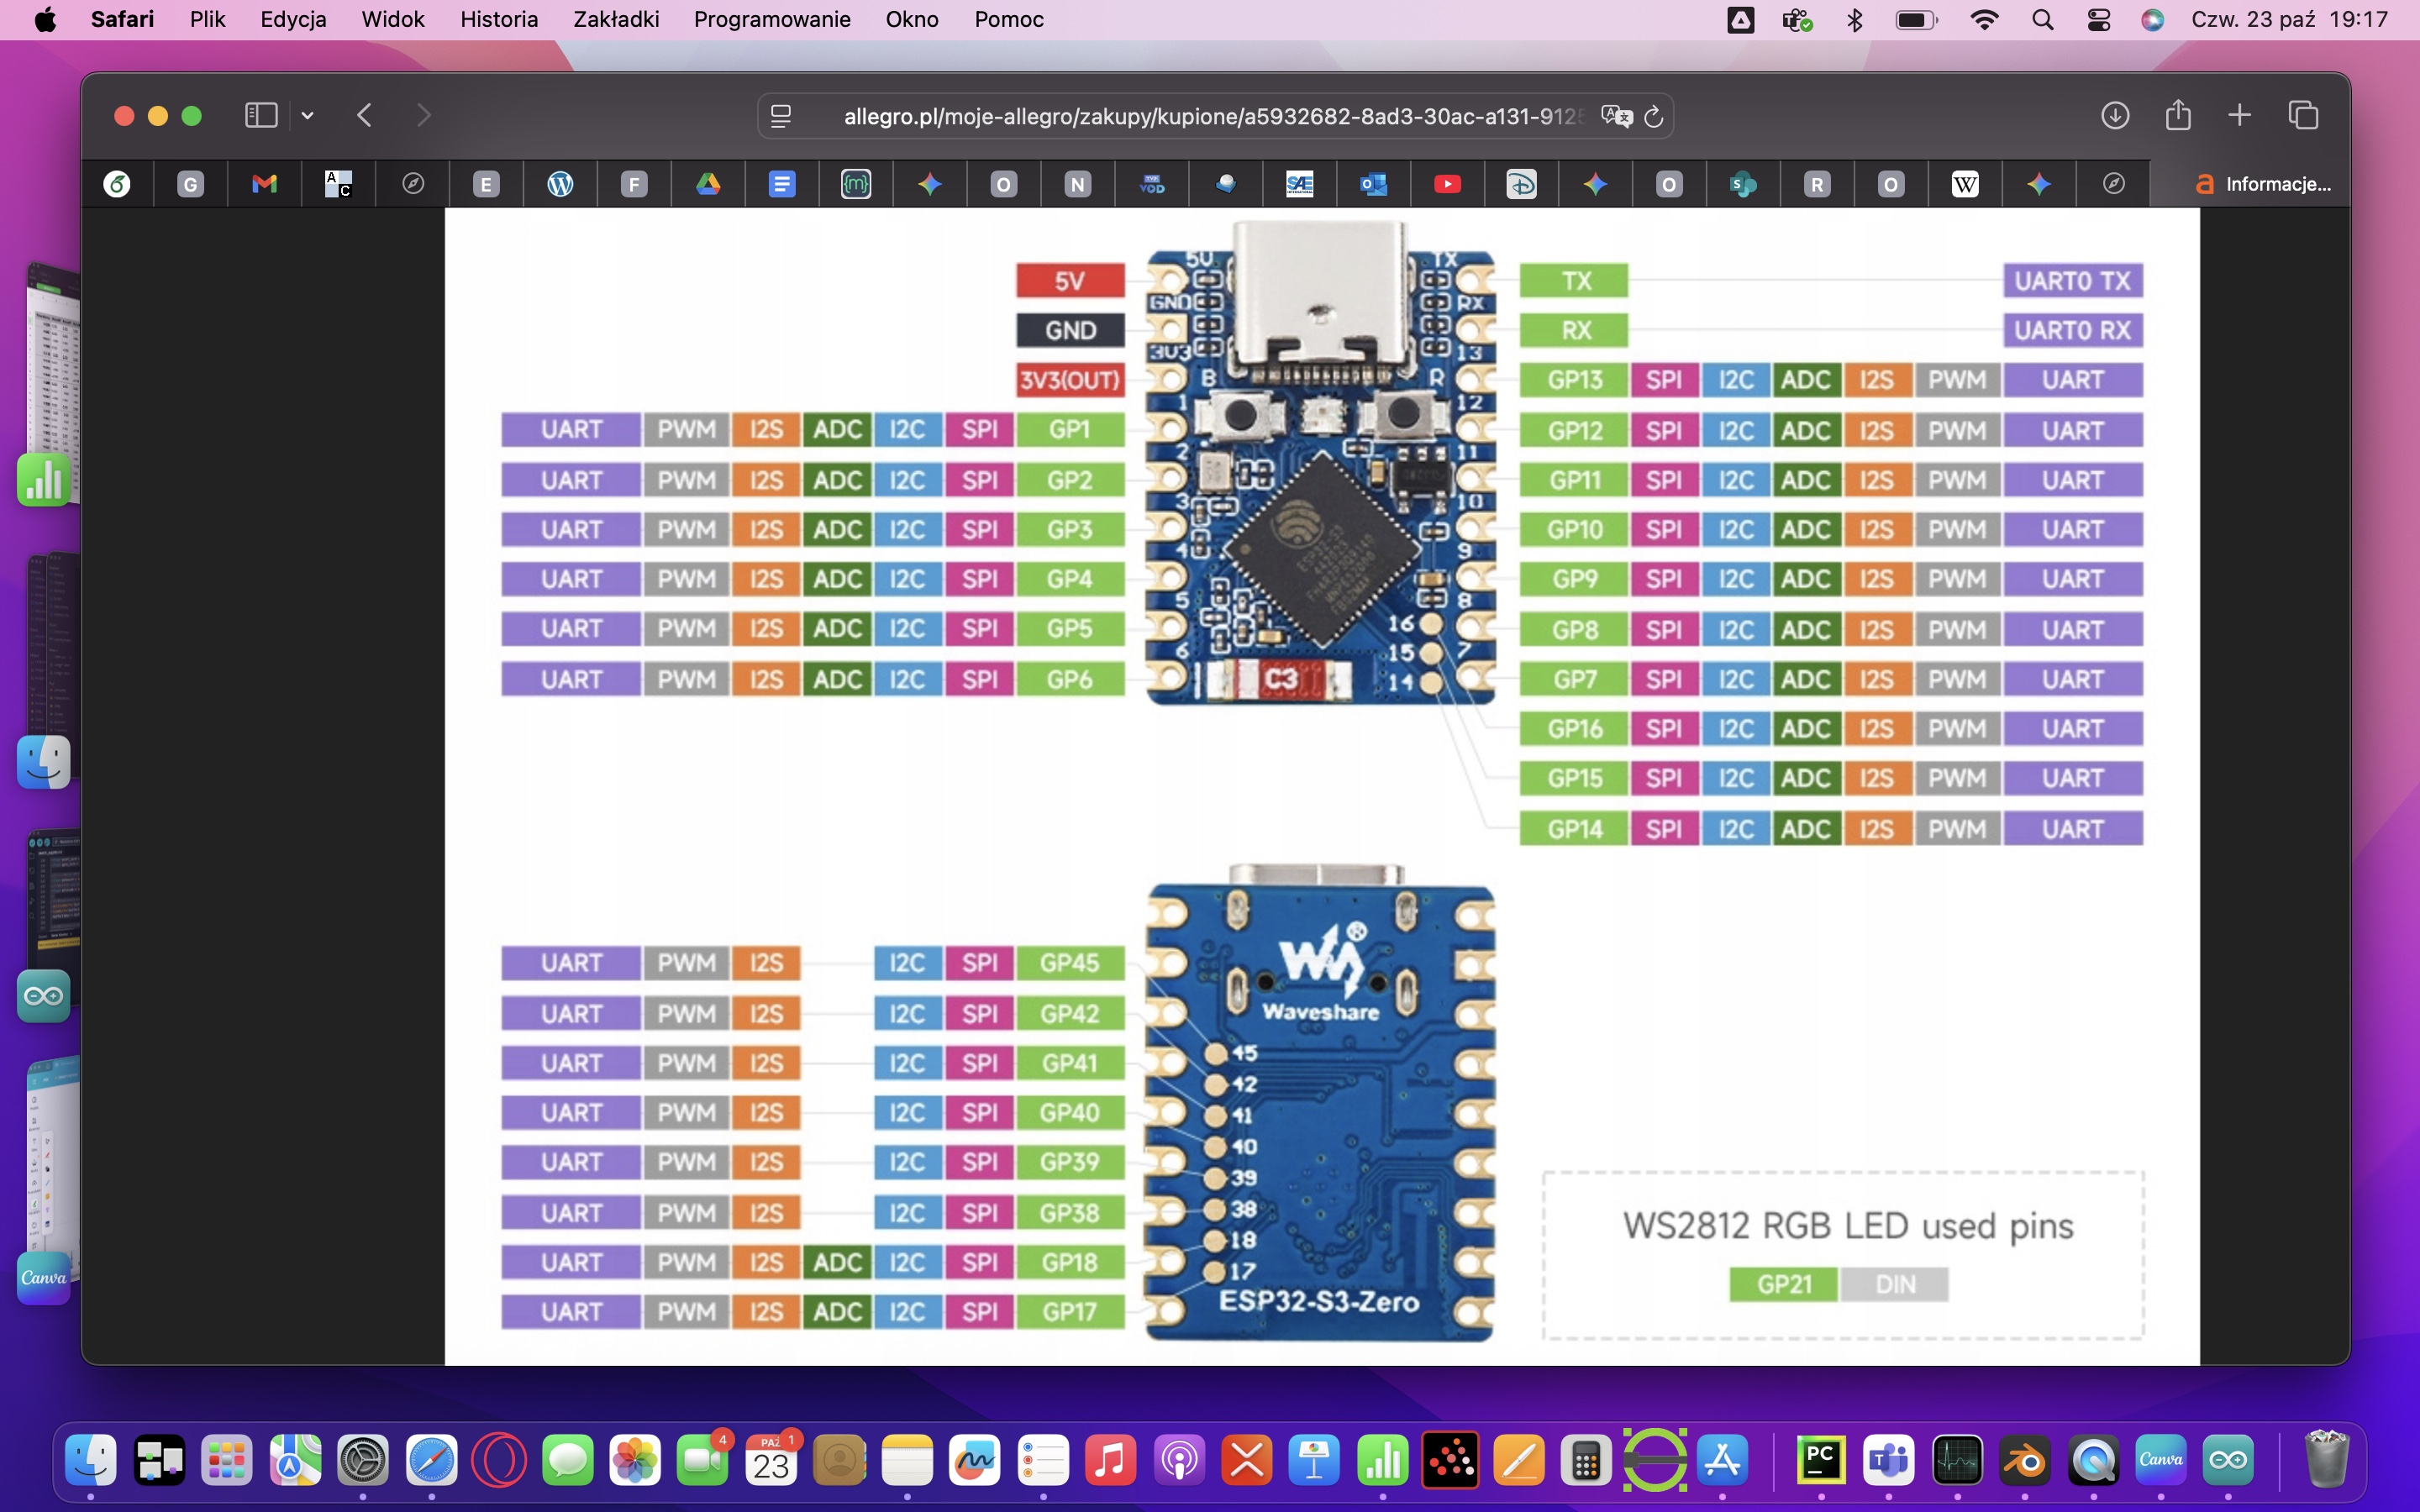 Safari Plik Edycja Widok Historia Zakładki Programowanie Okno Pomoc Czw. 23 paź 19:17
allegro.pl/moje-allegro/zakupy/kupione/a5932682-8ad3-30ac-a131-912
G A C E F {m} O N TVP VOD SAE O S R O W a Informacje...
5V 5V TX TX UART0 TX
GND GND RX RX UART0 RX
3V3(OUT) 3V3 B R 13 GP13 SPI I2C ADC I2S PWM UART
UART PWM I2S ADC I2C SPI GP1 1 12 GP12 SPI I2C ADC I2S PWM UART
UART PWM I2S ADC I2C SPI GP2 2 11 GP11 SPI I2C ADC I2S PWM UART
UART PWM I2S ADC I2C SPI GP3 3 10 GP10 SPI I2C ADC I2S PWM UART
UART PWM I2S ADC I2C SPI GP4 4 9 GP9 SPI I2C ADC I2S PWM UART
UART PWM I2S ADC I2C SPI GP5 5 16 8 GP8 SPI I2C ADC I2S PWM UART
UART PWM I2S ADC I2C SPI GP6 6 C3 15 14 7 GP7 SPI I2C ADC I2S PWM UART
GP16 SPI I2C ADC I2S PWM UART
GP15 SPI I2C ADC I2S PWM UART
GP14 SPI I2C ADC I2S PWM UART
UART PWM I2S I2C SPI GP45
UART PWM I2S I2C SPI GP42 Waveshare
UART PWM I2S I2C SPI GP41 45
42
UART PWM I2S I2C SPI GP40 41
40
UART PWM I2S I2C SPI GP39 39
UART PWM I2S I2C SPI GP38 38
UART PWM I2S ADC I2C SPI GP18 18
17
UART PWM I2S ADC I2C SPI GP17 ESP32-S3-Zero
WS2812 RGB LED used pins
GP21 DIN
Canva
4 PAŹ 1 23 PC Canva